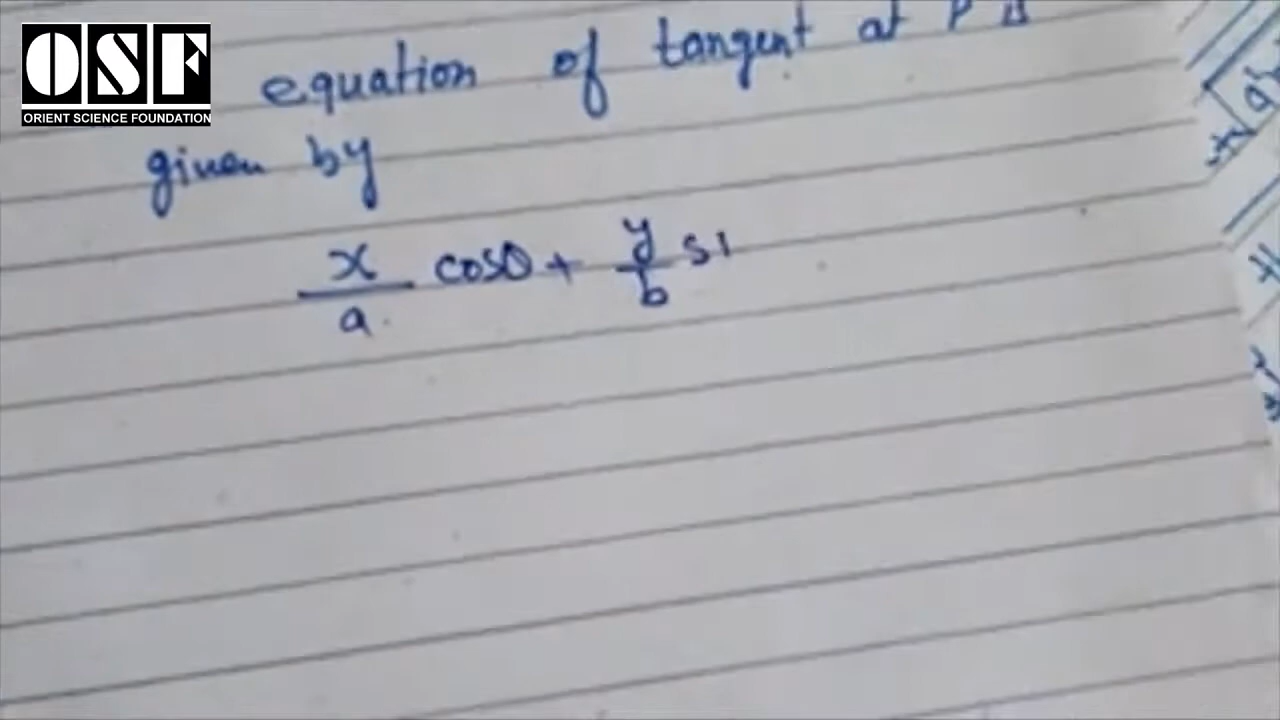 OSF
ORIENT SCIENCE FOUNDATION
equation of tangent at P is
given by
x/a cosθ + y/b si